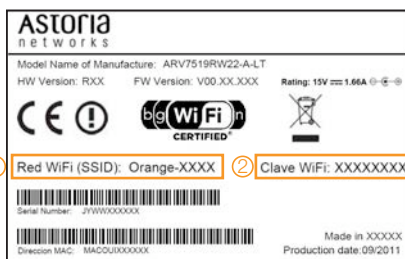 ASTORIA
networks
Model Name of Manufacture: ARV7519RW22-A-LT
HW Version: RXX FW Version: V00.XX.XXX Rating: 15V 1.66A
CE b g WiFi n
CERTIFIED
Red WiFi (SSID): Orange-XXXX ② Clave WiFi: XXXXXXXX
Serial Number: JYWWXXXXXX
Made in XXXXX
Direccion MAC: MACOUIXXXXXX Production date:09/2011